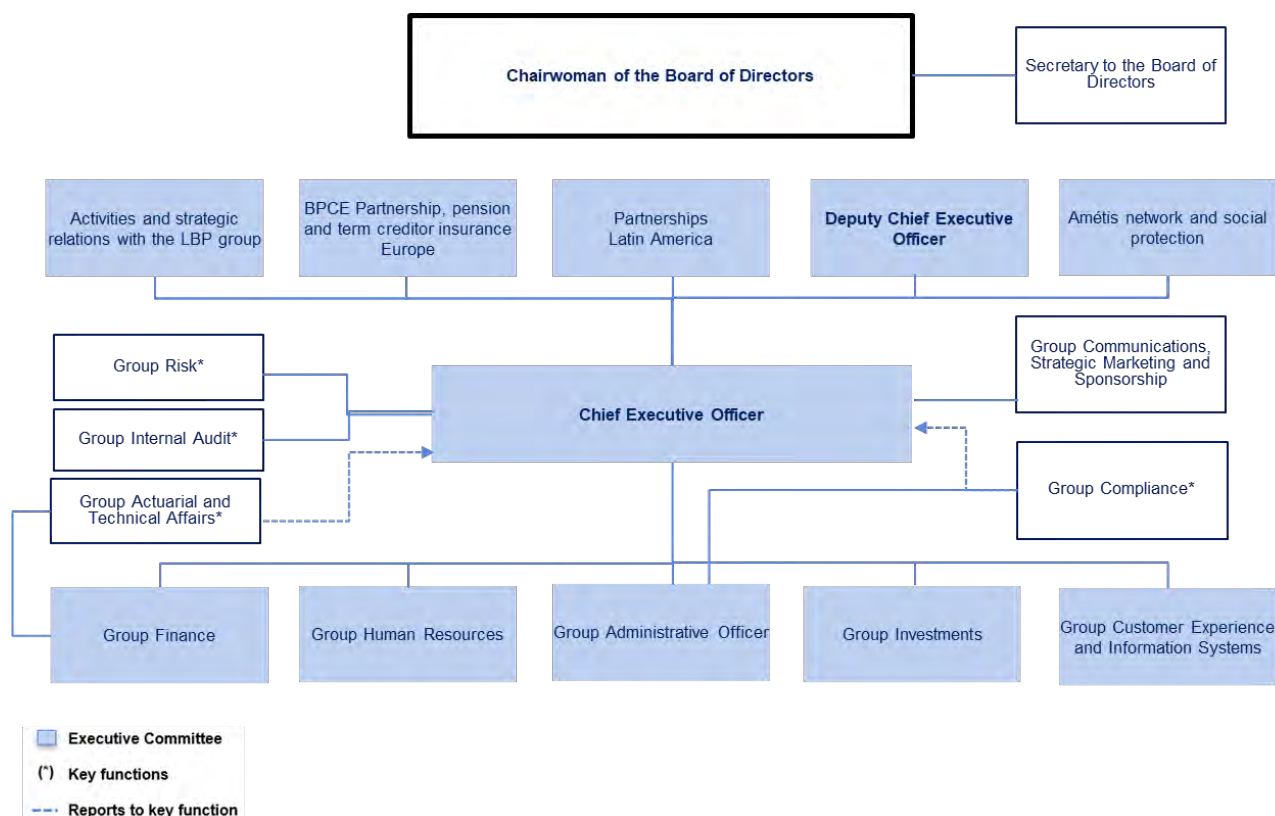 Chairwoman of the Board of Directors
Secretary to the Board of
Directors
Activities and strategic
relations with the LBP group
BPCE Partnership, pension
and term creditor insurance
Europe
Partnerships
Latin America
Deputy Chief Executive
Officer
Amétis network and social
protection
Group Risk*
Group Communications,
Strategic Marketing and
Sponsorship
Chief Executive Officer
Group Internal Audit*
Group Actuarial and
Technical Affairs*
Group Compliance*
Group Finance
Group Human Resources
Group Administrative Officer
Group Investments
Group Customer Experience
and Information Systems
Executive Committee
(*) Key functions
Reports to key function